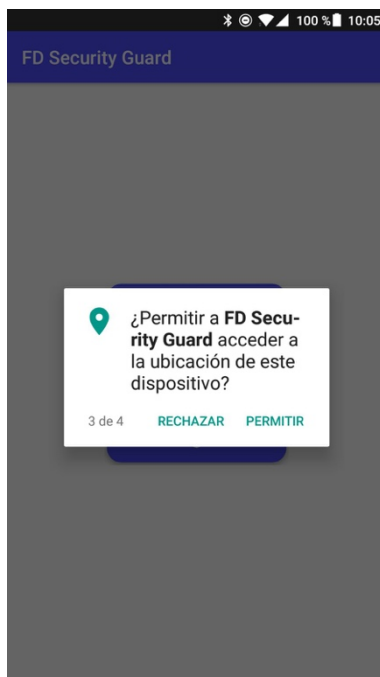 100 % 10:05
FD Security Guard
¿Permitir a FD Secu-
rity Guard acceder a
la ubicación de este
dispositivo?
3 de 4 RECHAZAR PERMITIR